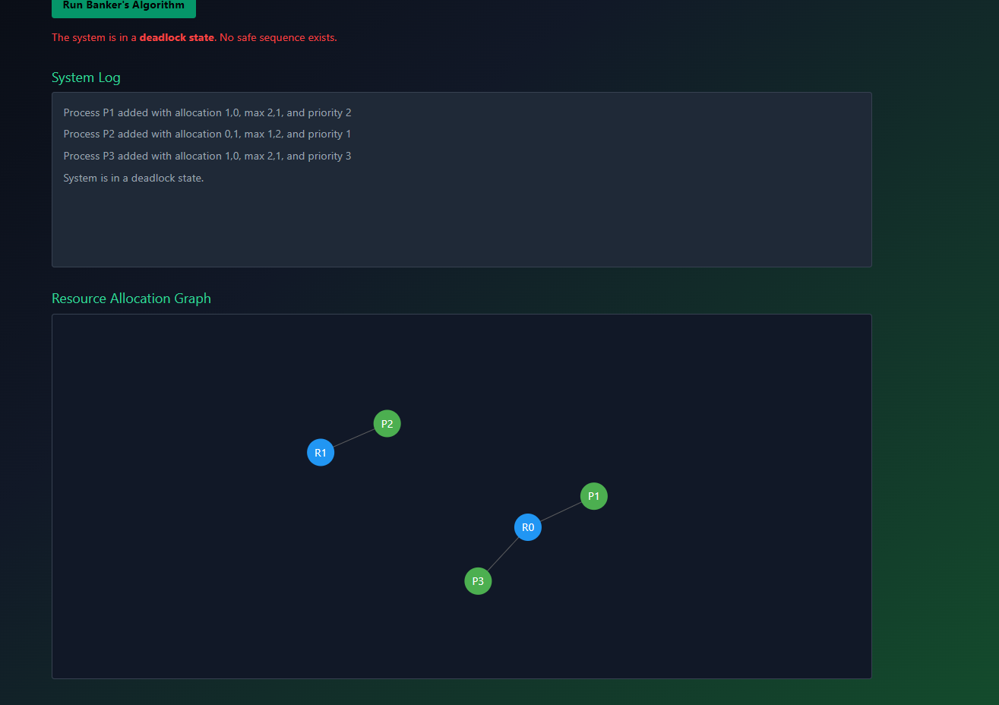 Run Banker's Algorithm
The system is in a deadlock state. No safe sequence exists.
System Log
Process P1 added with allocation 1,0, max 2,1, and priority 2
Process P2 added with allocation 0,1, max 1,2, and priority 1
Process P3 added with allocation 1,0, max 2,1, and priority 3
System is in a deadlock state.
Resource Allocation Graph
P2
R1
P1
R0
P3